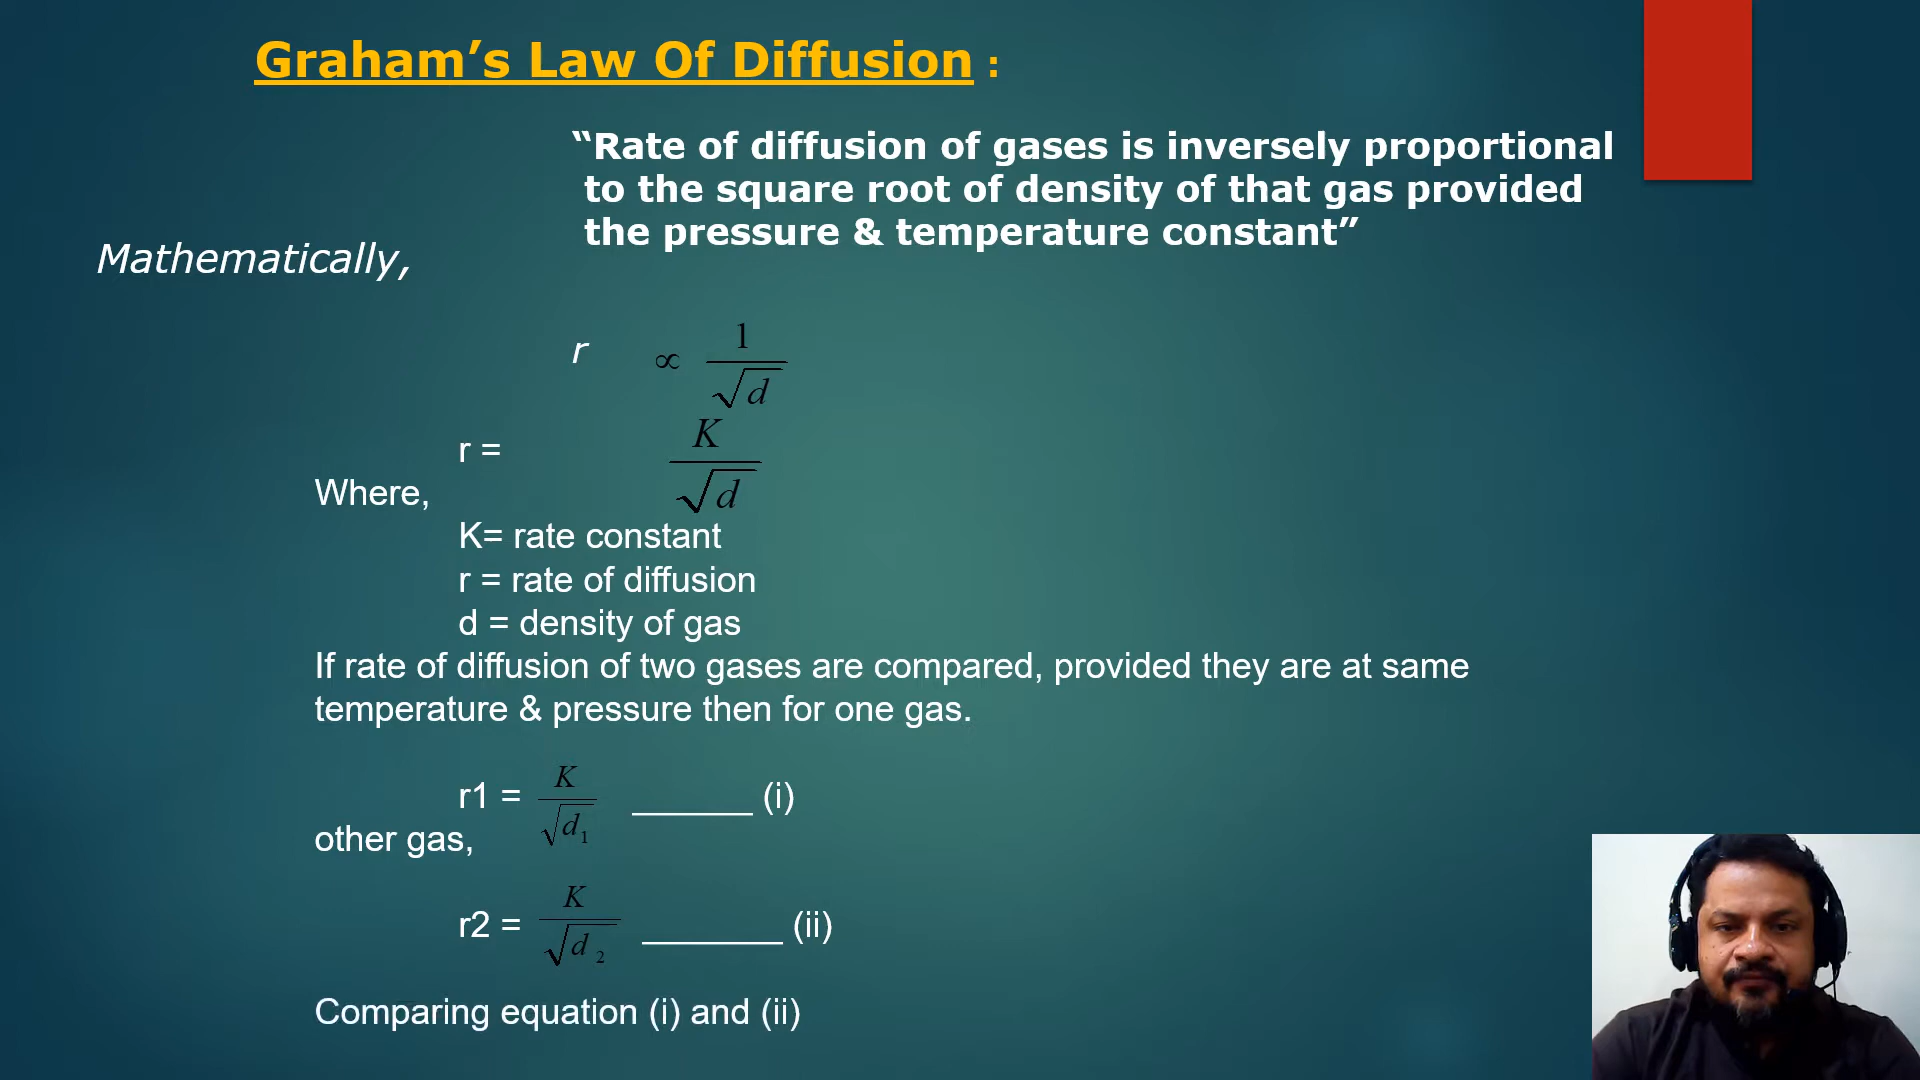 Graham’s Law Of Diffusion :
“Rate of diffusion of gases is inversely proportional
to the square root of density of that gas provided
the pressure & temperature constant”
Mathematically,
r ∝ 1/√d
r = K/√d
Where,
K= rate constant
r = rate of diffusion
d = density of gas
If rate of diffusion of two gases are compared, provided they are at same
temperature & pressure then for one gas.
r1 = K/√d₁ ______ (i)
other gas,
r2 = K/√d₂ _______ (ii)
Comparing equation (i) and (ii)